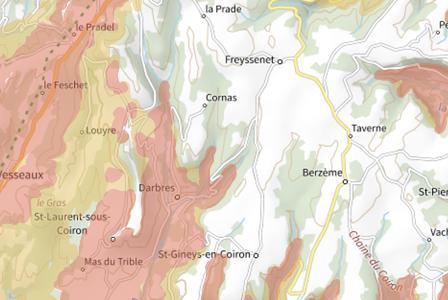 la Prade
le Pradel
Freyssenet
le Feschet
Cornas
Louyre
Taverne
Vesseaux
Berzème
Darbres
le Gras
St-Pier
St-Laurent-sous-
Coiron
Vach
Chaîne du Coiron
St-Gineys-en-Coiron
Mas du Trible